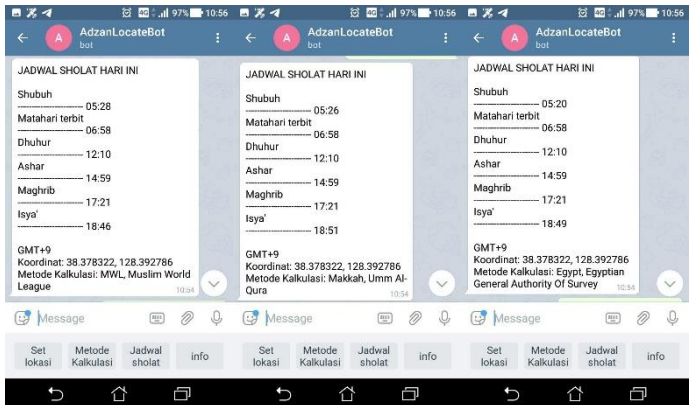 4G 97% 10:56
A AdzanLocateBot
bot
JADWAL SHOLAT HARI INI
Shubuh
------------------------ 05:28
Matahari terbit
------------------------ 06:58
Dhuhur
------------------------ 12:10
Ashar
------------------------ 14:59
Maghrib
------------------------ 17:21
Isya'
------------------------ 18:46
GMT+9
Koordinat: 38.378322, 128.392786
Metode Kalkulasi: MWL, Muslim World
League
10:54
Message
Set lokasi
Metode Kalkulasi
Jadwal sholat
info
4G 97% 10:56
A AdzanLocateBot
bot
JADWAL SHOLAT HARI INI
Shubuh
------------------------ 05:26
Matahari terbit
------------------------ 06:58
Dhuhur
------------------------ 12:10
Ashar
------------------------ 14:59
Maghrib
------------------------ 17:21
Isya'
------------------------ 18:51
GMT+9
Koordinat: 38.378322, 128.392786
Metode Kalkulasi: Makkah, Umm Al-
Qura
10:54
Message
Set lokasi
Metode Kalkulasi
Jadwal sholat
info
4G 97% 10:56
A AdzanLocateBot
bot
JADWAL SHOLAT HARI INI
Shubuh
------------------------ 05:20
Matahari terbit
------------------------ 06:58
Dhuhur
------------------------ 12:10
Ashar
------------------------ 14:59
Maghrib
------------------------ 17:21
Isya'
------------------------ 18:49
GMT+9
Koordinat: 38.378322, 128.392786
Metode Kalkulasi: Egypt, Egyptian
General Authority Of Survey
10:54
Message
Set lokasi
Metode Kalkulasi
Jadwal sholat
info